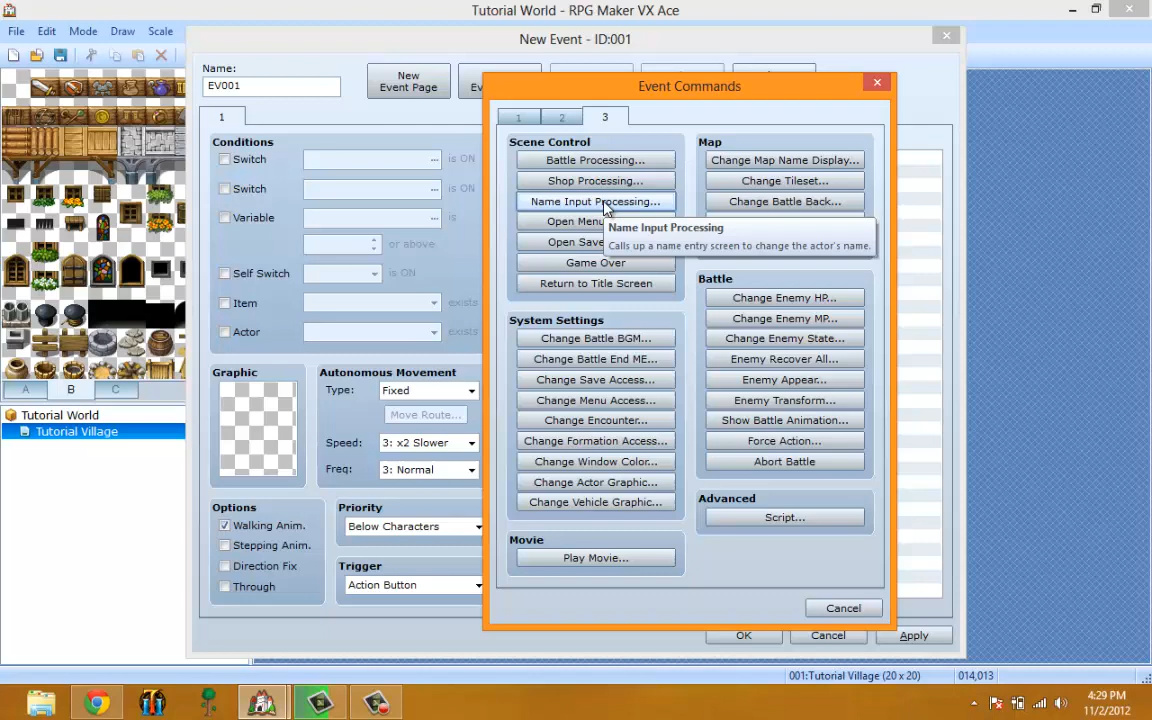 Tutorial World - RPG Maker VX Ace
File Edit Mode Draw Scale
New Event - ID:001
Name:
EV001
New
Event Page
1
Conditions
Switch ... is ON
Switch ... is ON
Variable ... is
or above
Self Switch is ON
Item exists
Actor exists
Graphic
Autonomous Movement
Type: Fixed
Move Route...
Speed: 3: x2 Slower
Freq: 3: Normal
Options
Walking Anim.
Stepping Anim.
Direction Fix
Through
Priority
Below Characters
Trigger
Action Button
OK Cancel Apply
Event Commands
1 2 3
Scene Control
Battle Processing...
Shop Processing...
Name Input Processing...
Open Menu
Open Save
Game Over
Return to Title Screen
Name Input Processing
Calls up a name entry screen to change the actor's name.
System Settings
Change Battle BGM...
Change Battle End ME...
Change Save Access...
Change Menu Access...
Change Encounter...
Change Formation Access...
Change Window Color...
Change Actor Graphic...
Change Vehicle Graphic...
Movie
Play Movie...
Map
Change Map Name Display...
Change Tileset...
Change Battle Back...
Battle
Change Enemy HP...
Change Enemy MP...
Change Enemy State...
Enemy Recover All...
Enemy Appear...
Enemy Transform...
Show Battle Animation...
Force Action...
Abort Battle
Advanced
Script...
Cancel
A B C
Tutorial World
Tutorial Village
001:Tutorial Village (20 x 20) 014,013
4:29 PM
11/2/2012